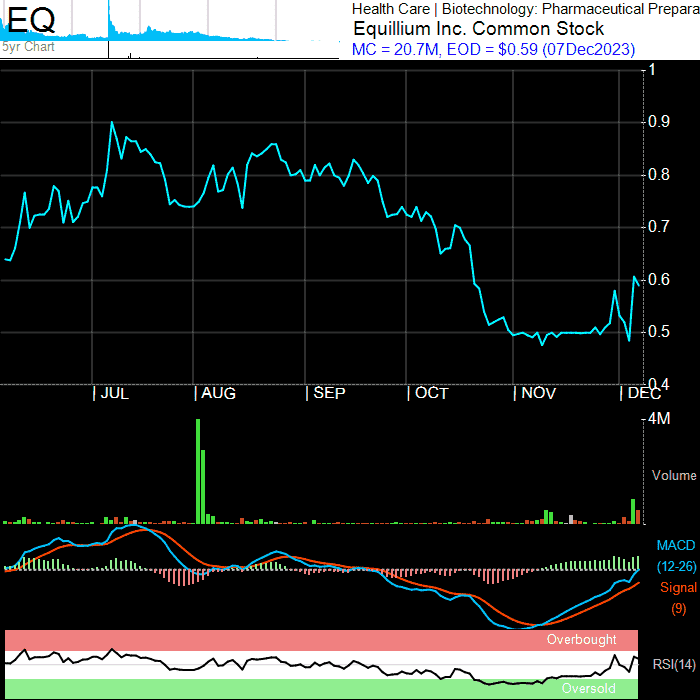 EQ
5yr Chart
Health Care | Biotechnology: Pharmaceutical Prepara
Equillium Inc. Common Stock
MC = 20.7M, EOD = $0.59 (07Dec2023)
1
0.9
0.8
0.7
0.6
0.5
0.4
| JUL | AUG | SEP | OCT | NOV | DEC
4M
Volume
MACD
(12-26)
Signal
(9)
Overbought
RSI(14)
Oversold